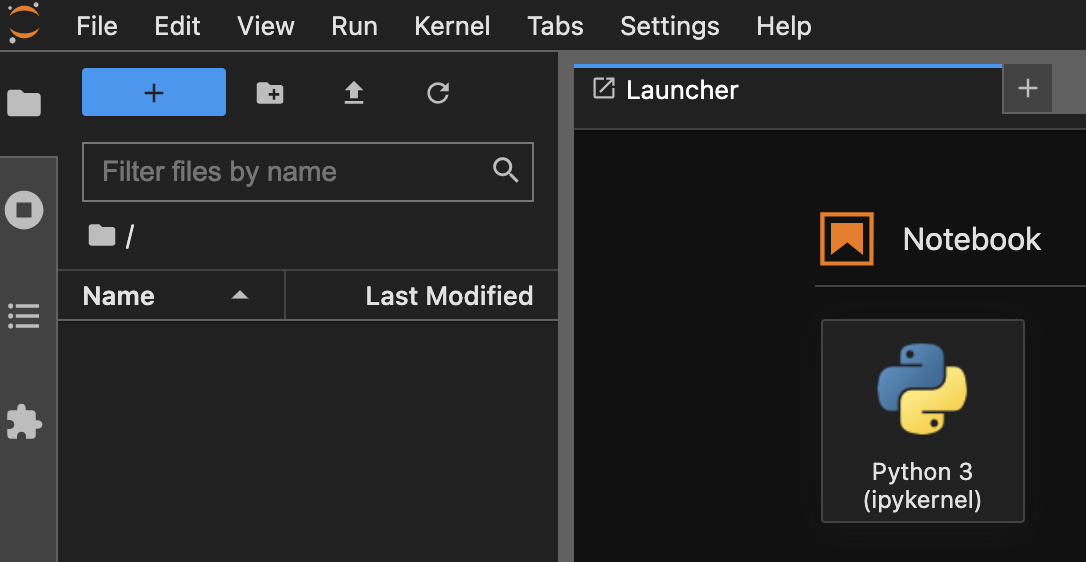 File Edit View Run Kernel Tabs Settings Help
+
Launcher
+
Filter files by name
/
Name
Last Modified
Notebook
Python 3
(ipykernel)